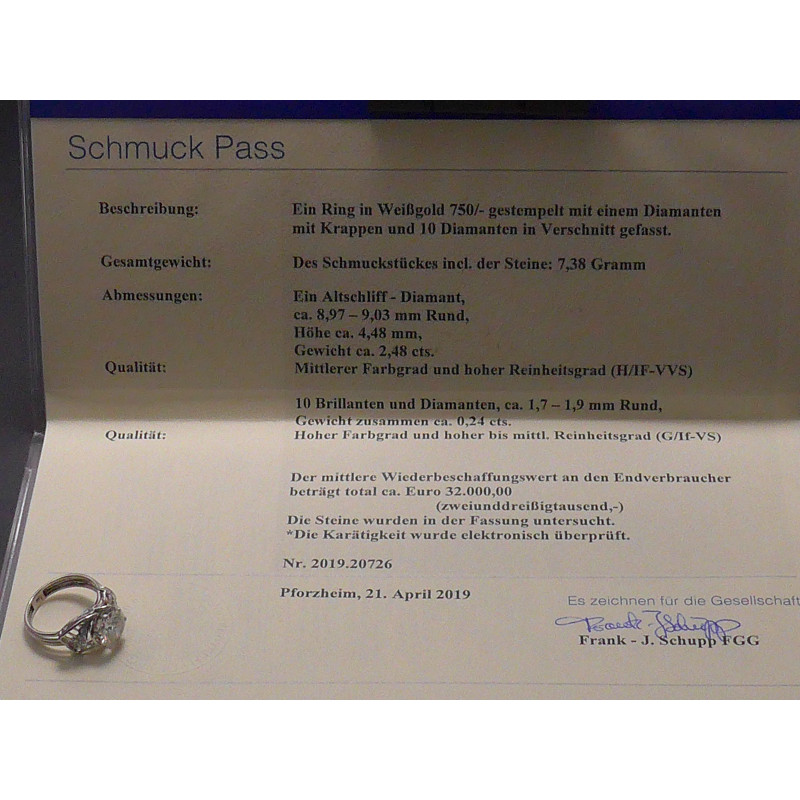 Schmuck Pass
Beschreibung: Ein Ring in Weißgold 750/- gestempelt mit einem Diamanten
mit Krappen und 10 Diamanten in Verschnitt gefasst.
Gesamtgewicht: Des Schmuckstückes incl. der Steine: 7,38 Gramm
Abmessungen: Ein Altschliff - Diamant,
ca. 8,97 – 9,03 mm Rund,
Höhe ca. 4,48 mm,
Gewicht ca. 2,48 cts.
Qualität: Mittlerer Farbgrad und hoher Reinheitsgrad (H/IF-VVS)
10 Brillanten und Diamanten, ca. 1,7 – 1,9 mm Rund,
Gewicht zusammen ca. 0,24 cts.
Qualität: Hoher Farbgrad und hoher bis mittl. Reinheitsgrad (G/If-VS)
Der mittlere Wiederbeschaffungswert an den Endverbraucher
beträgt total ca. Euro 32.000,00
(zweiunddreißigtausend,-)
Die Steine wurden in der Fassung untersucht.
*Die Karätigkeit wurde elektronisch überprüft.
Nr. 2019.20726
Pforzheim, 21. April 2019
Es zeichnen für die Gesellschaft
Frank - J. Schupp FGG